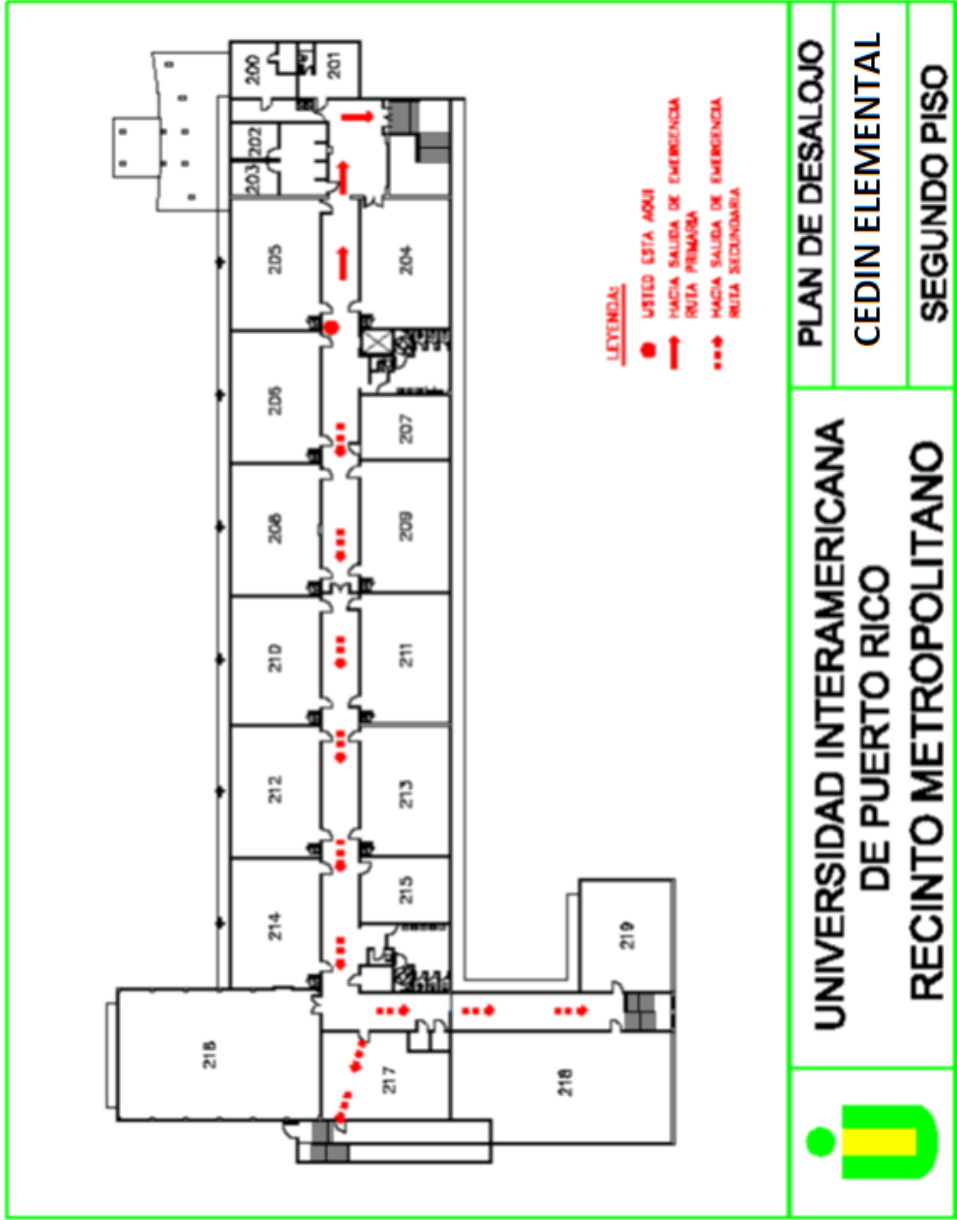 216
214
212
210
208
206
205
203
202
200
201
217
215
213
211
209
207
204
218
219
LEYENDA:
USTED ESTA AQUI
HACIA SALIDA DE EMERGENCIA
RUTA PRIMARIA
HACIA SALIDA DE EMERGENCIA
RUTA SECUNDARIA
UNIVERSIDAD INTERAMERICANA
DE PUERTO RICO
RECINTO METROPOLITANO
PLAN DE DESALOJO
CEDIN ELEMENTAL
SEGUNDO PISO